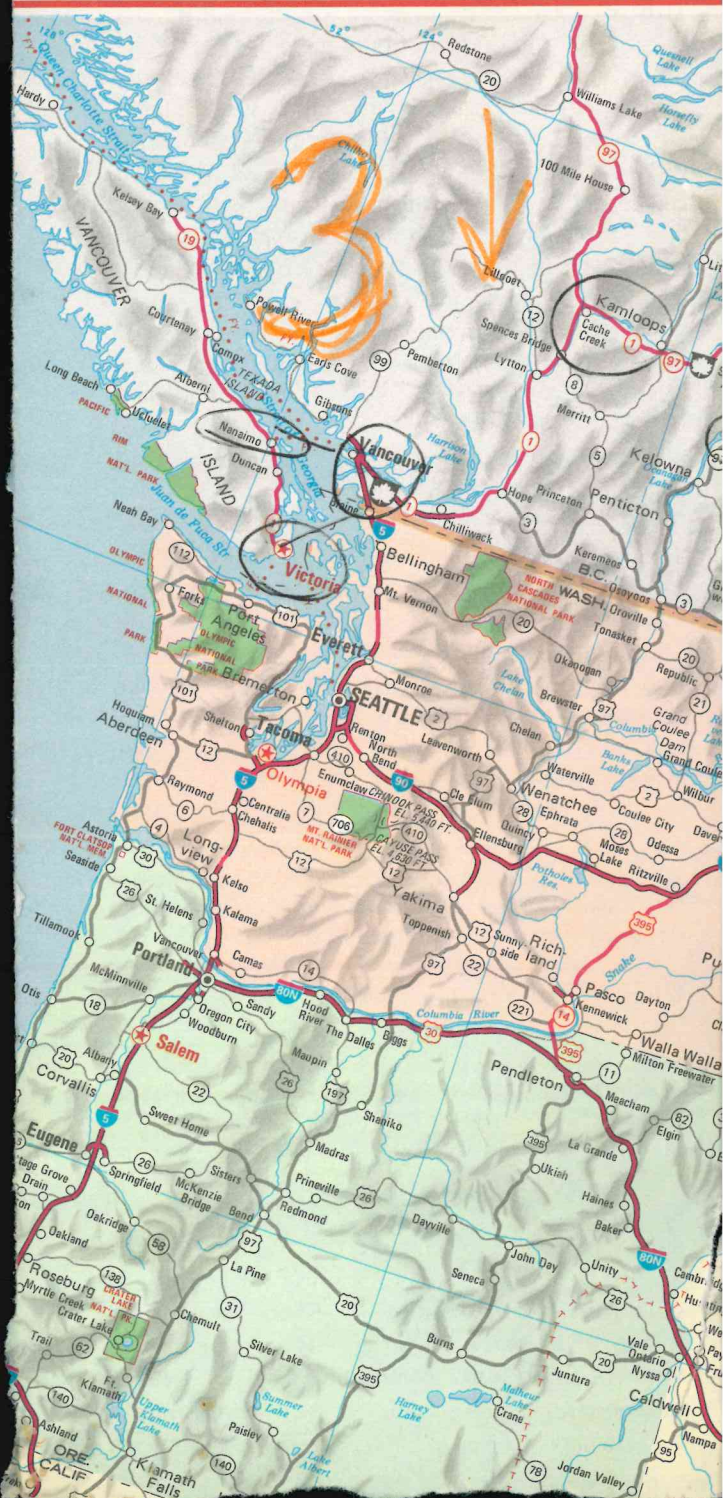 128°
52°
124°
Redstone
20
Quesnel Lake
Horsefly Lake
Queen Charlotte Strait
Hardy
Williams Lake
97
100 Mile House
3
Kelsey Bay
19
VANCOUVER
ISLAND
Lillooet
12
Kamloops
Cache Creek
1
97
Spences Bridge
Powell River
Courtenay
Compx
TEXADA ISLAND
Earls Cove
99
Pemberton
Lytton
8
Merritt
Long Beach
Alberni
Gibsons
PACIFIC
RIM
NAT'L. PARK
Ucluelet
Nanaimo
Georgia
Vancouver
Harrison Lake
1
5
Kelowna
Okanagan Lake
Duncan
Blaine
1
Hope
Princeton
Penticton
Juan de Fuca Str
Chilliwack
3
Neah Bay
Victoria
5
Bellingham
Keremeos
B.C.
WASH.
Osoyoos
3
112
OLYMPIC
NATIONAL
PARK
Forks
Port Angeles
101
Mt. Vernon
NORTH CASCADES NATIONAL PARK
20
Oroville
Tonasket
OLYMPIC NATIONAL PARK
Everett
Okanogan
Republic
20
Bremerton
Monroe
Lake Chelan
21
101
SEATTLE
2
Brewster
97
Grand Coulee Dam
Hoquiam
Aberdeen
Shelton
Tacoma
Renton
Leavenworth
Chelan
Columbia
Banks Lake
Grand Coulee
12
410
North Bend
97
Waterville
2
Wilbur
5
Olympia
Enumclaw
90
Cle Elum
Wenatchee
Raymond
6
Centralia
Chehalis
7
706
CHINOOK PASS
EL. 5,440 FT.
410
CAYUSE PASS
EL. 4,630 FT.
28
Quincy
Ephrata
Coulee City
28
Odessa
Ellensburg
Moses Lake
Ritzville
Astoria
FORT CLATSOP NAT'L MEM.
4
Longview
MT. RAINIER NAT'L PARK
12
12
Seaside
30
Potholes Res.
26
Kelso
Yakima
395
St. Helens
Kalama
Toppenish
12
Sunnyside
Richland
Tillamook
Vancouver
22
Snake
Portland
Camas
14
97
Pasco
Dayton
McMinnville
80N
Kennewick
Otis
18
Sandy
Hood River
The Dalles
Columbia River
221
14
Walla Walla
Oregon City
Woodburn
Biggs
30
Milton Freewater
Salem
395
20
Albany
Maupin
Pendleton
11
Corvallis
22
26
197
Meacham
82
5
Sweet Home
Shaniko
Elgin
Eugene
Madras
395
La Grande
26
Springfield
Sisters
Ukiah
McKenzie Bridge
Prineville
Haines
Drain
Bend
Redmond
26
Dayville
Baker
Oakridge
Oakland
58
97
John Day
80N
La Pine
Unity
Roseburg
138
Seneca
26
Myrtle Creek
CRATER LAKE NAT'L PK.
Crater Lake
31
20
Chemult
Trail
62
Silver Lake
Burns
Vale
Ontario
Ft. Klamath
395
20
Nyssa
Juntura
140
Upper Klamath Lake
Summer Lake
Harney Lake
Malheur Lake
Caldwell
Crane
Ashland
Paisley
Nampa
95
ORE.
CALIF
Klamath Falls
140
Lake Albert
78
Jordan Valley